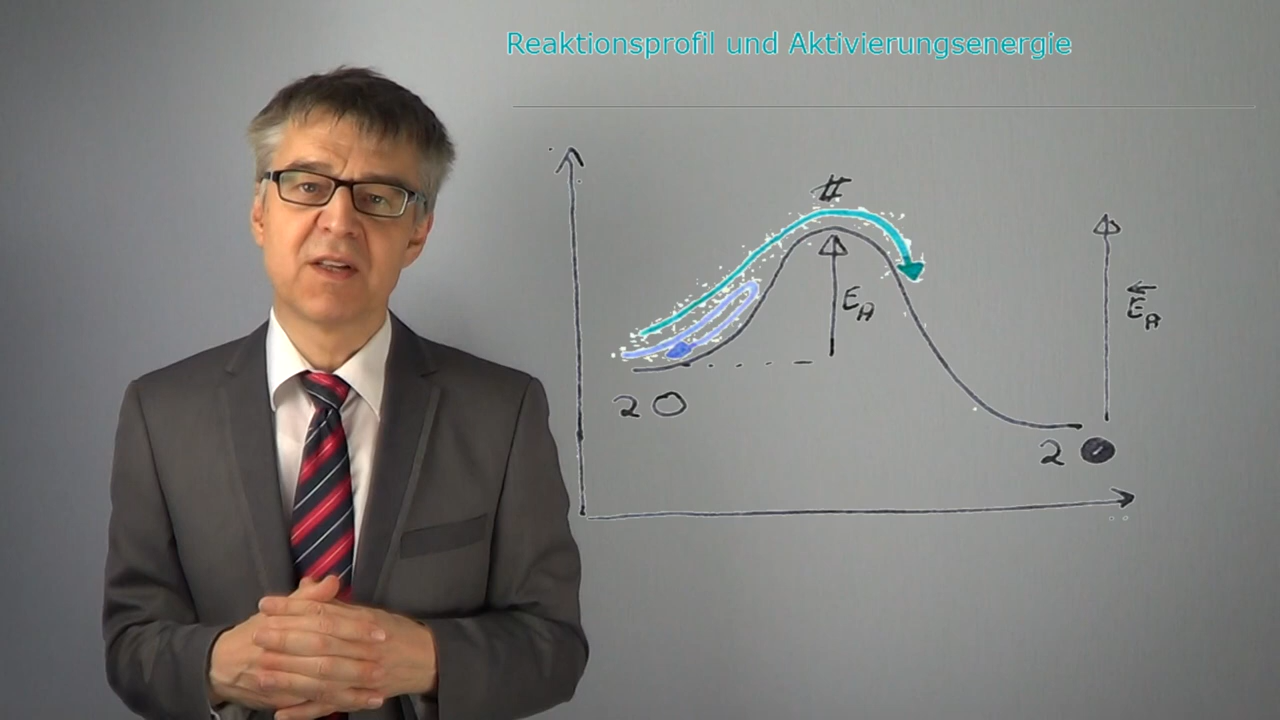 Reaktionsprofil und Aktivierungsenergie
#
E_A
E_A
2 O
2